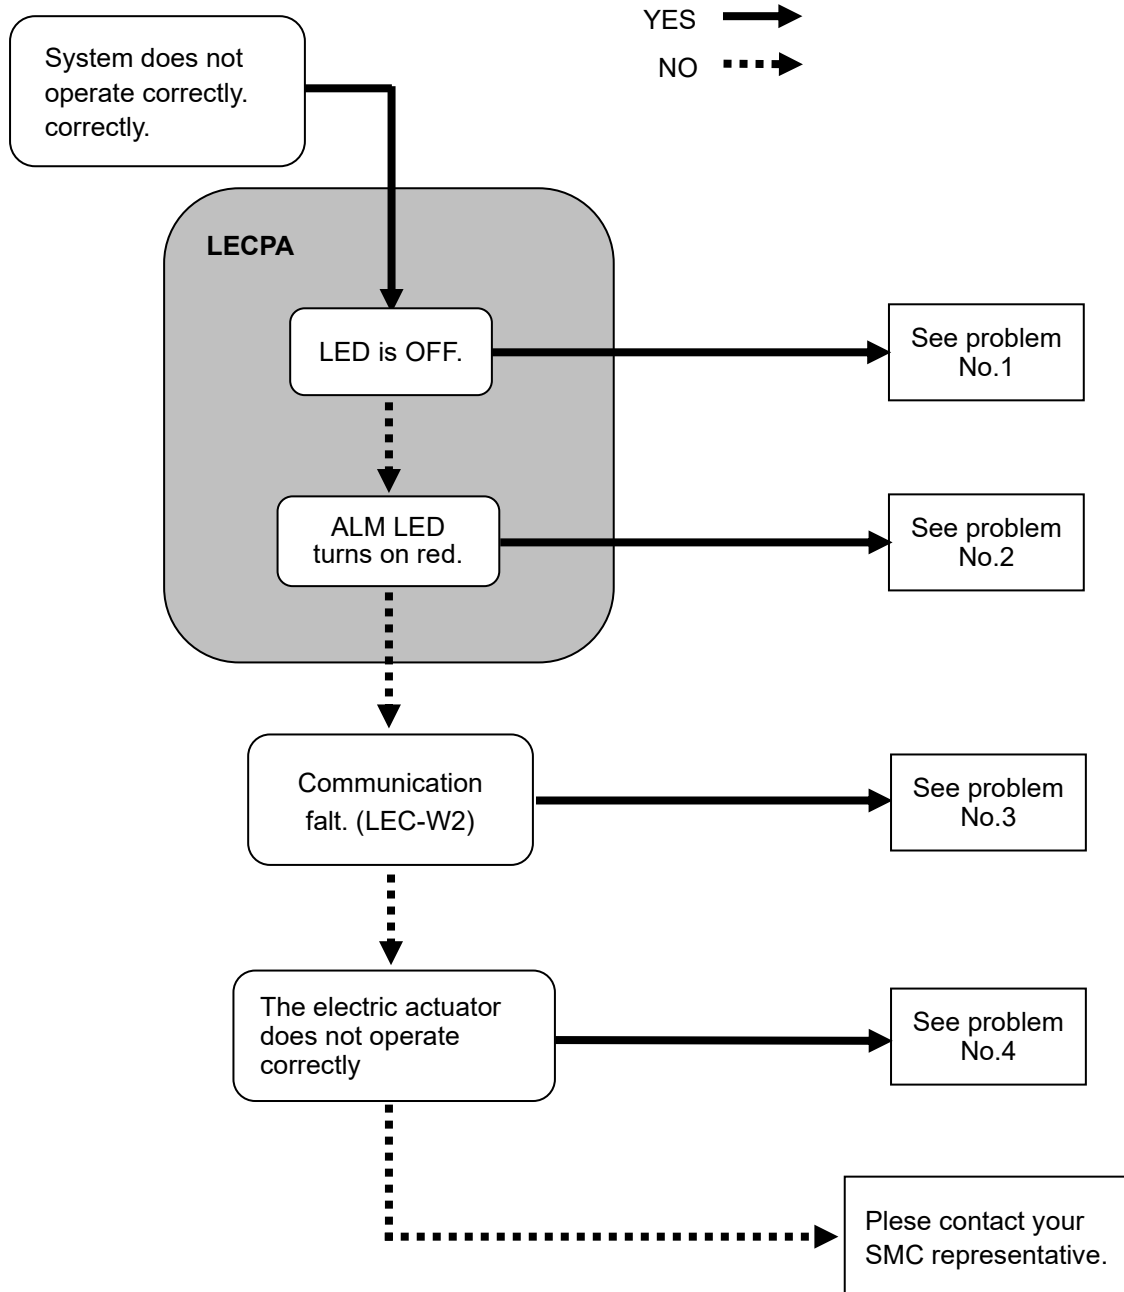 YES
NO
System does not
operate correctly.
correctly.
LECPA
LED is OFF.
See problem
No.1
ALM LED
turns on red.
See problem
No.2
Communication
falt. (LEC-W2)
See problem
No.3
The electric actuator
does not operate
correctly
See problem
No.4
Plese contact your
SMC representative.